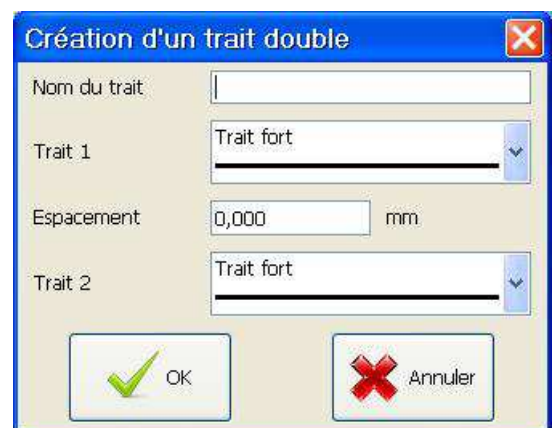 Création d'un trait double
Nom du trait
Trait 1
Trait fort
Espacement
0,000
mm
Trait 2
Trait fort
OK
Annuler